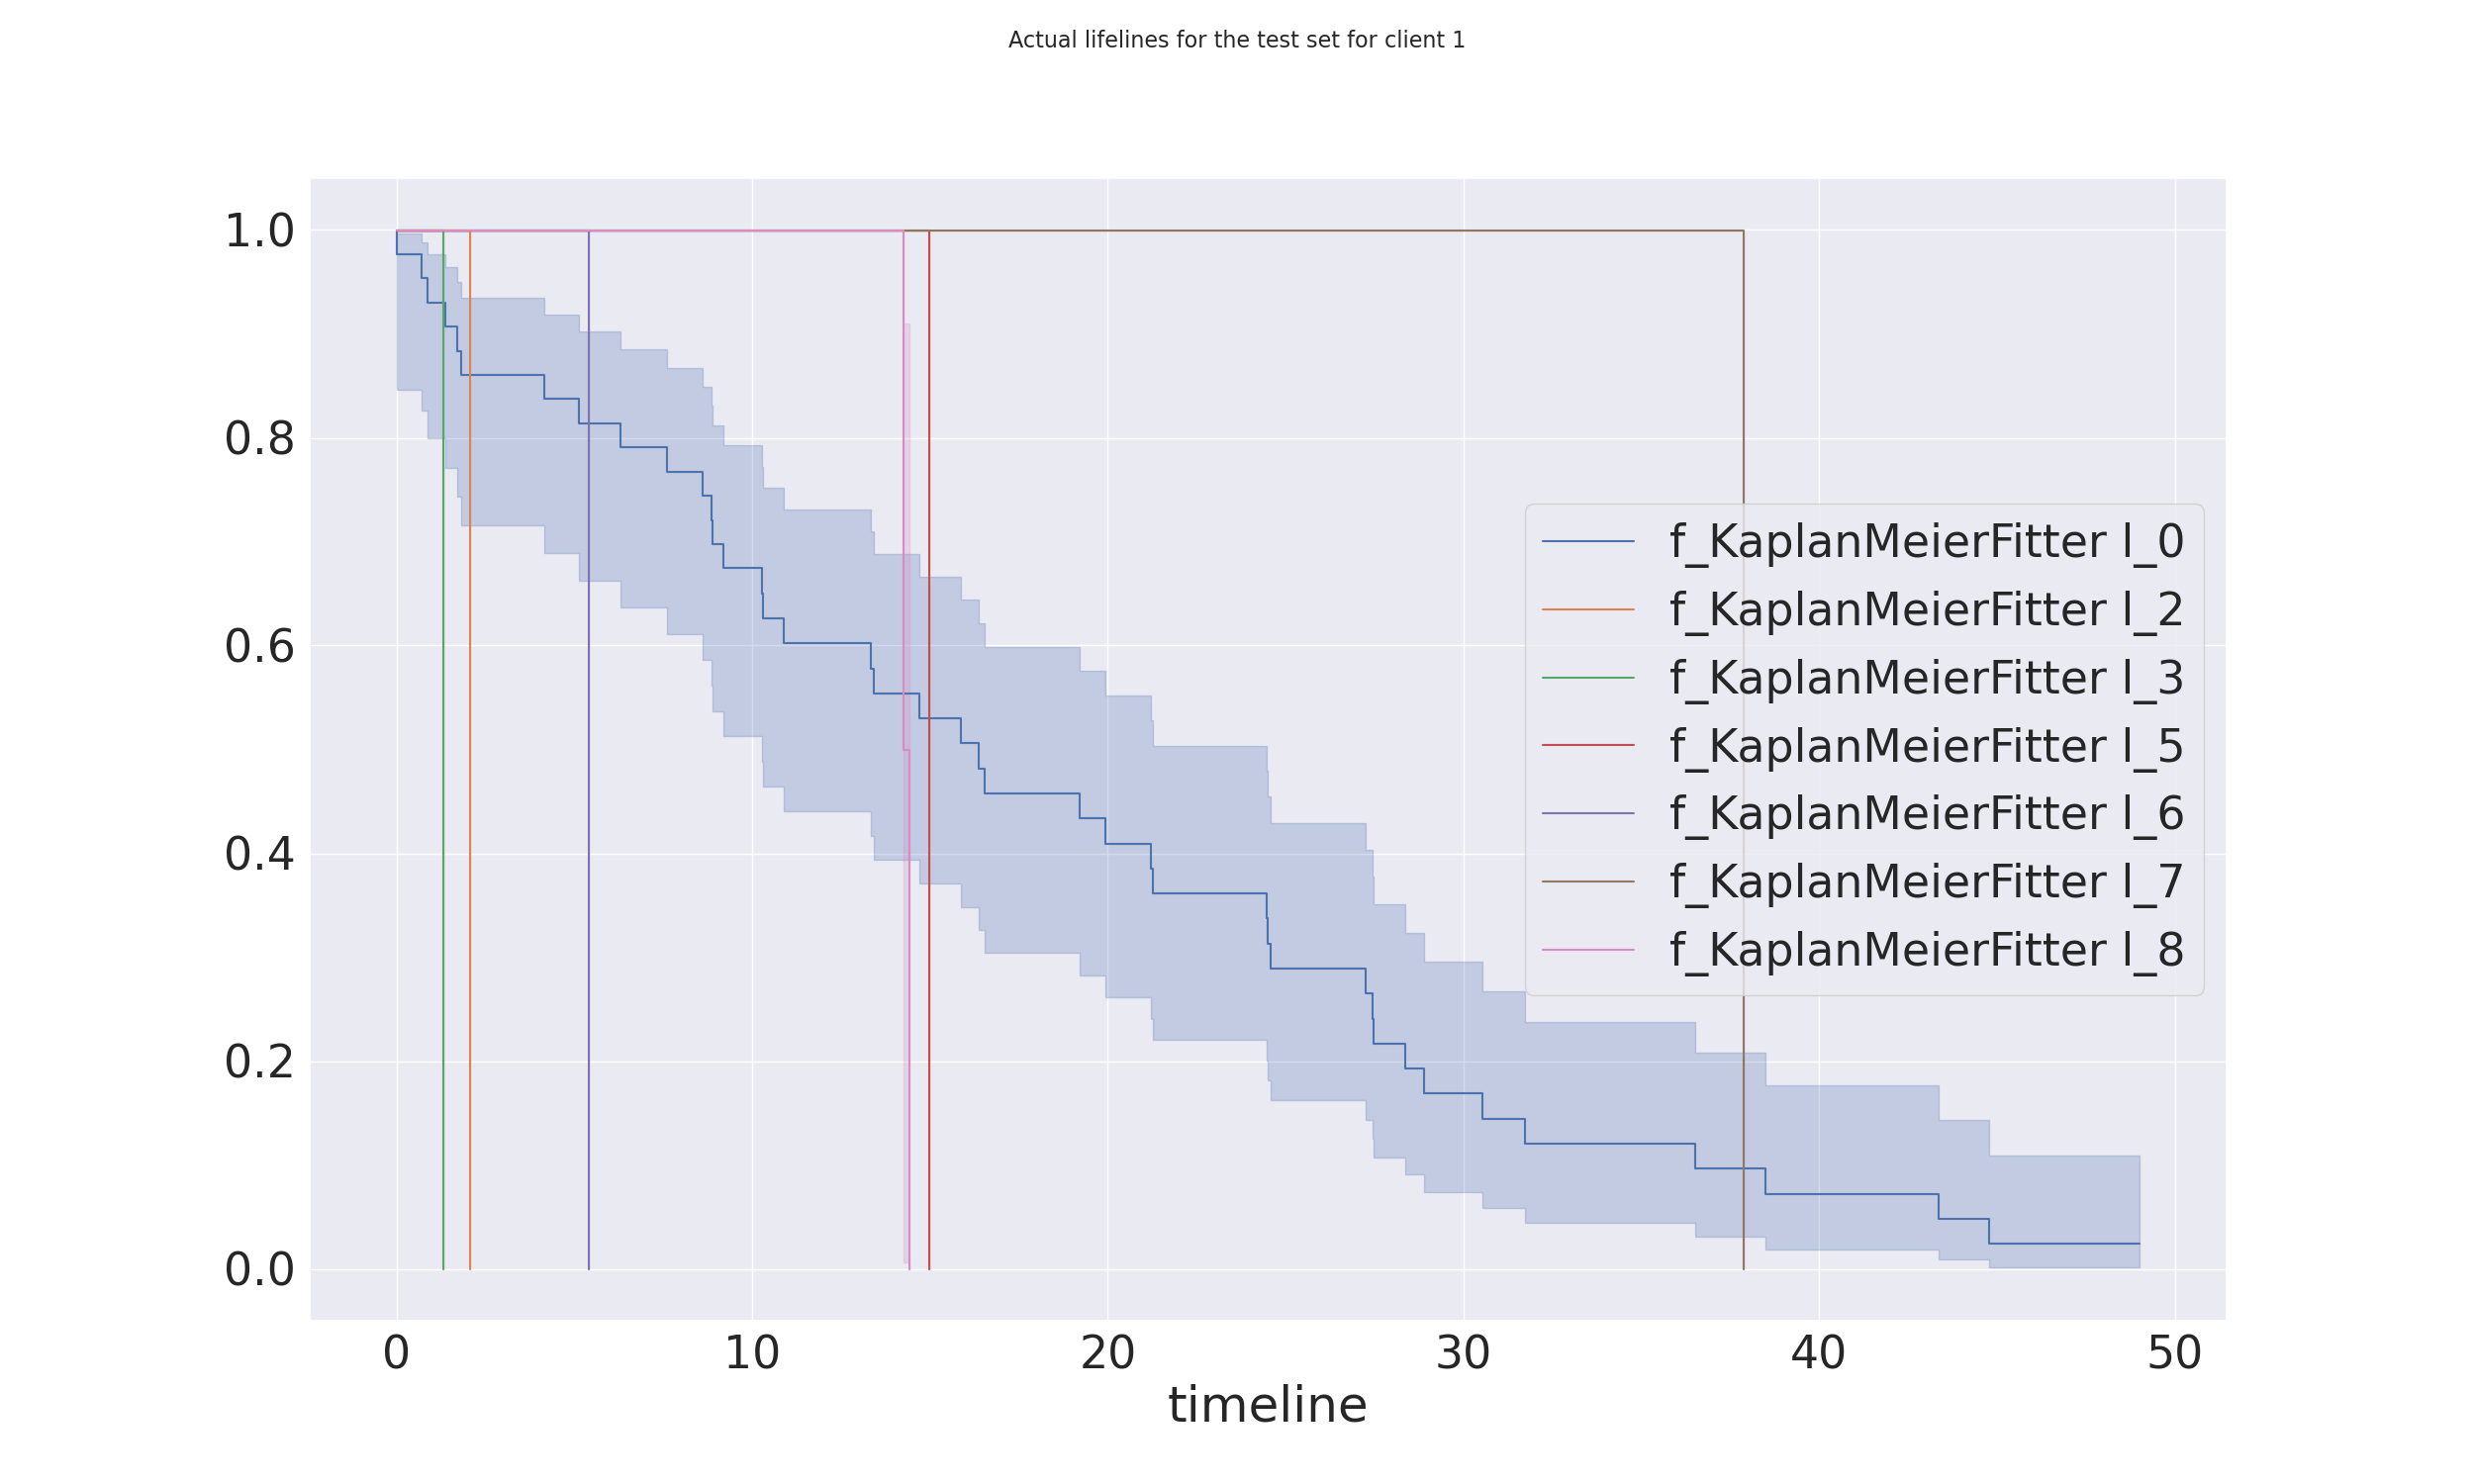 Actual lifelines for the test set for client 1
1.0
0.8
0.6
0.4
0.2
0.0
f_KaplanMeierFitter l_0
f_KaplanMeierFitter l_2
f_KaplanMeierFitter l_3
f_KaplanMeierFitter l_5
f_KaplanMeierFitter l_6
f_KaplanMeierFitter l_7
f_KaplanMeierFitter l_8
0 10 20 30 40 50
timeline